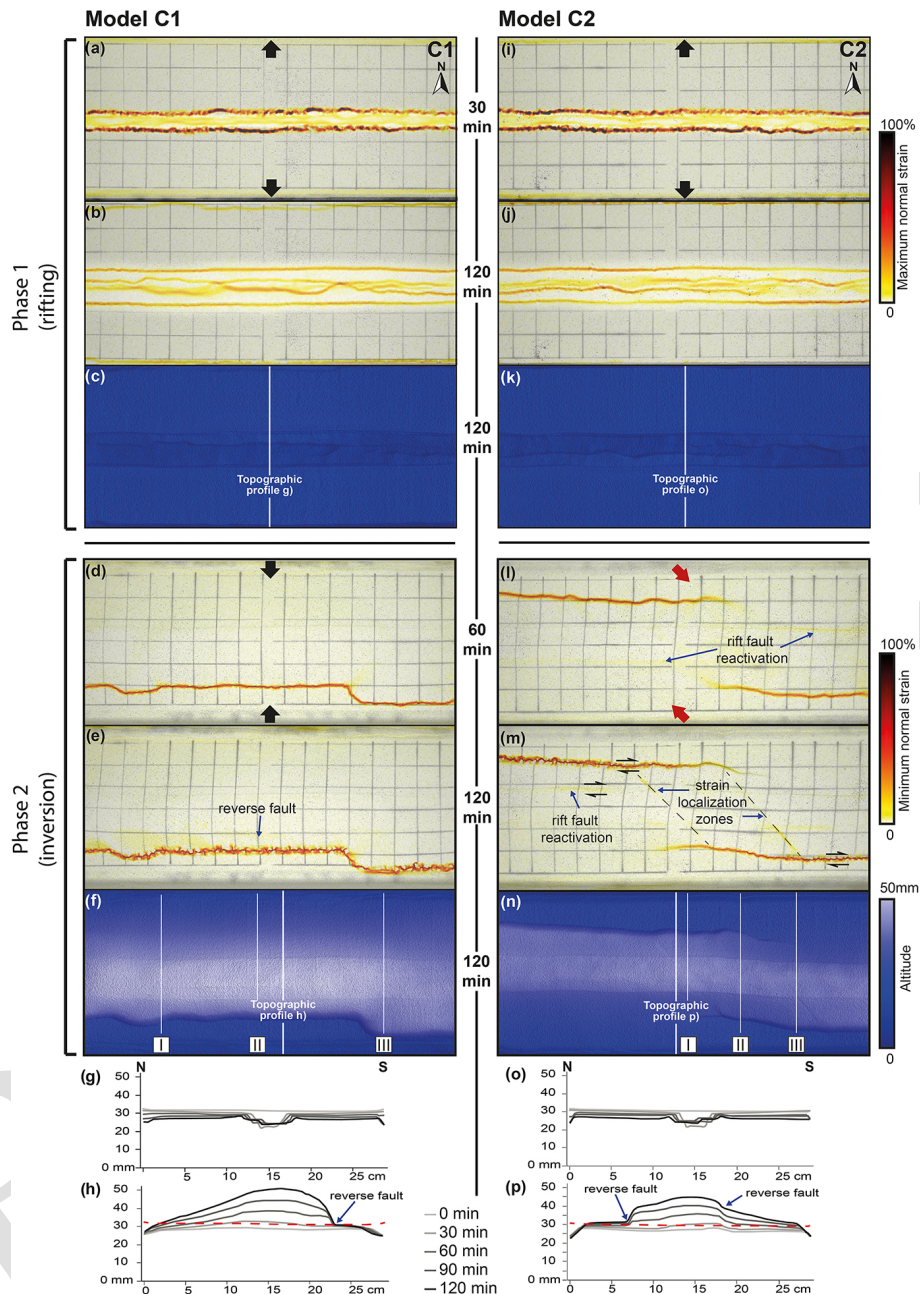 Model C1
Model C2
(a)
C1
N
30
min
(i)
C2
N
100%
Maximum normal strain
0
Phase 1
(rifting)
(b)
120
min
(j)
(c)
120
min
(k)
Topographic
profile g)
Topographic
profile o)
(d)
60
min
(l)
rift fault
reactivation
100%
Minimum normal strain
0
Phase 2
(inversion)
(e)
reverse fault
120
min
(m)
strain
localization
zones
rift fault
reactivation
(f)
120
min
(n)
50mm
Altitude
0
Topographic
profile h)
Topographic
profile p)
I
II
III
I
II
III
N
S
N
S
(g)
50
40
30
20
10
0 mm
5
10
15
20
25 cm
(o)
50
40
30
20
10
0 mm
5
10
15
20
25 cm
(h)
50
40
30
20
10
0 mm
0
5
10
15
20
25 cm
reverse fault
0 min
30 min
60 min
90 min
120 min
(p)
50
40
30
20
10
0 mm
0
5
10
15
20
25 cm
reverse fault
reverse fault